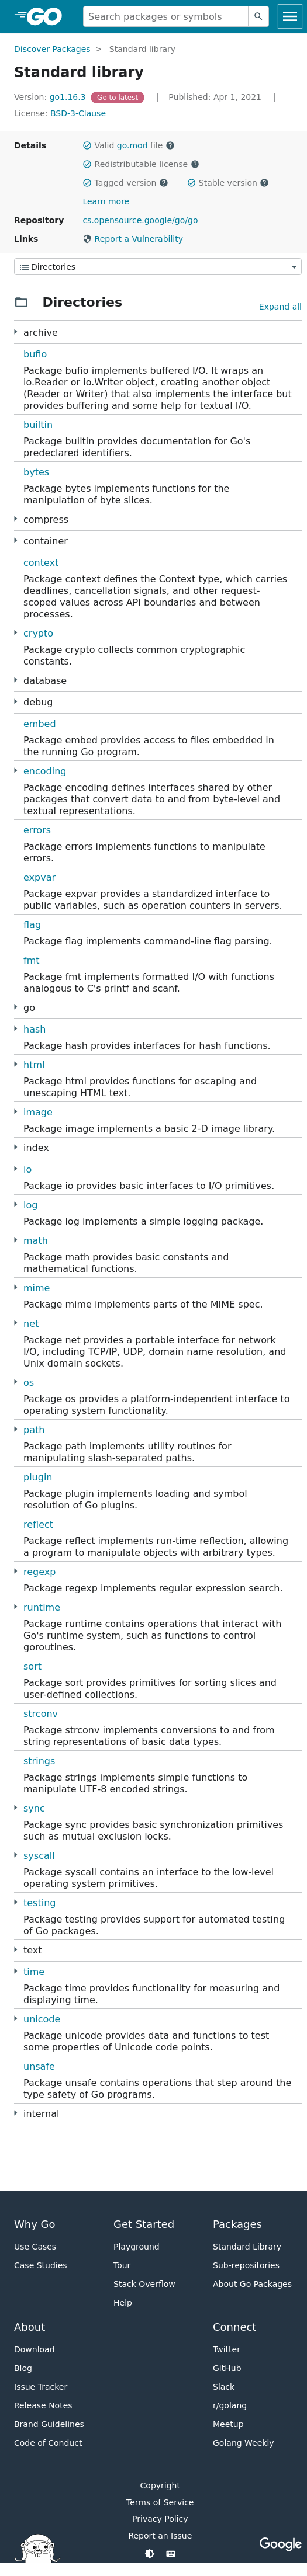 GO
Search packages or symbols
Discover Packages > Standard library
Standard library
Version: go1.16.3 Go to latest | Published: Apr 1, 2021 |
License: BSD-3-Clause
Details Valid go.mod file
Redistributable license
Tagged version Stable version
Learn more
Repository cs.opensource.google/go/go
Links Report a Vulnerability
Directories
Directories Expand all
archive
bufio
Package bufio implements buffered I/O. It wraps an
io.Reader or io.Writer object, creating another object
(Reader or Writer) that also implements the interface but
provides buffering and some help for textual I/O.
builtin
Package builtin provides documentation for Go's
predeclared identifiers.
bytes
Package bytes implements functions for the
manipulation of byte slices.
compress
container
context
Package context defines the Context type, which carries
deadlines, cancellation signals, and other request-
scoped values across API boundaries and between
processes.
crypto
Package crypto collects common cryptographic
constants.
database
debug
embed
Package embed provides access to files embedded in
the running Go program.
encoding
Package encoding defines interfaces shared by other
packages that convert data to and from byte-level and
textual representations.
errors
Package errors implements functions to manipulate
errors.
expvar
Package expvar provides a standardized interface to
public variables, such as operation counters in servers.
flag
Package flag implements command-line flag parsing.
fmt
Package fmt implements formatted I/O with functions
analogous to C's printf and scanf.
go
hash
Package hash provides interfaces for hash functions.
html
Package html provides functions for escaping and
unescaping HTML text.
image
Package image implements a basic 2-D image library.
index
io
Package io provides basic interfaces to I/O primitives.
log
Package log implements a simple logging package.
math
Package math provides basic constants and
mathematical functions.
mime
Package mime implements parts of the MIME spec.
net
Package net provides a portable interface for network
I/O, including TCP/IP, UDP, domain name resolution, and
Unix domain sockets.
os
Package os provides a platform-independent interface to
operating system functionality.
path
Package path implements utility routines for
manipulating slash-separated paths.
plugin
Package plugin implements loading and symbol
resolution of Go plugins.
reflect
Package reflect implements run-time reflection, allowing
a program to manipulate objects with arbitrary types.
regexp
Package regexp implements regular expression search.
runtime
Package runtime contains operations that interact with
Go's runtime system, such as functions to control
goroutines.
sort
Package sort provides primitives for sorting slices and
user-defined collections.
strconv
Package strconv implements conversions to and from
string representations of basic data types.
strings
Package strings implements simple functions to
manipulate UTF-8 encoded strings.
sync
Package sync provides basic synchronization primitives
such as mutual exclusion locks.
syscall
Package syscall contains an interface to the low-level
operating system primitives.
testing
Package testing provides support for automated testing
of Go packages.
text
time
Package time provides functionality for measuring and
displaying time.
unicode
Package unicode provides data and functions to test
some properties of Unicode code points.
unsafe
Package unsafe contains operations that step around the
type safety of Go programs.
internal
Why Go
Use Cases
Case Studies
Get Started
Playground
Tour
Stack Overflow
Help
Packages
Standard Library
Sub-repositories
About Go Packages
About
Download
Blog
Issue Tracker
Release Notes
Brand Guidelines
Code of Conduct
Connect
Twitter
GitHub
Slack
r/golang
Meetup
Golang Weekly
Copyright
Terms of Service
Privacy Policy
Report an Issue
Google